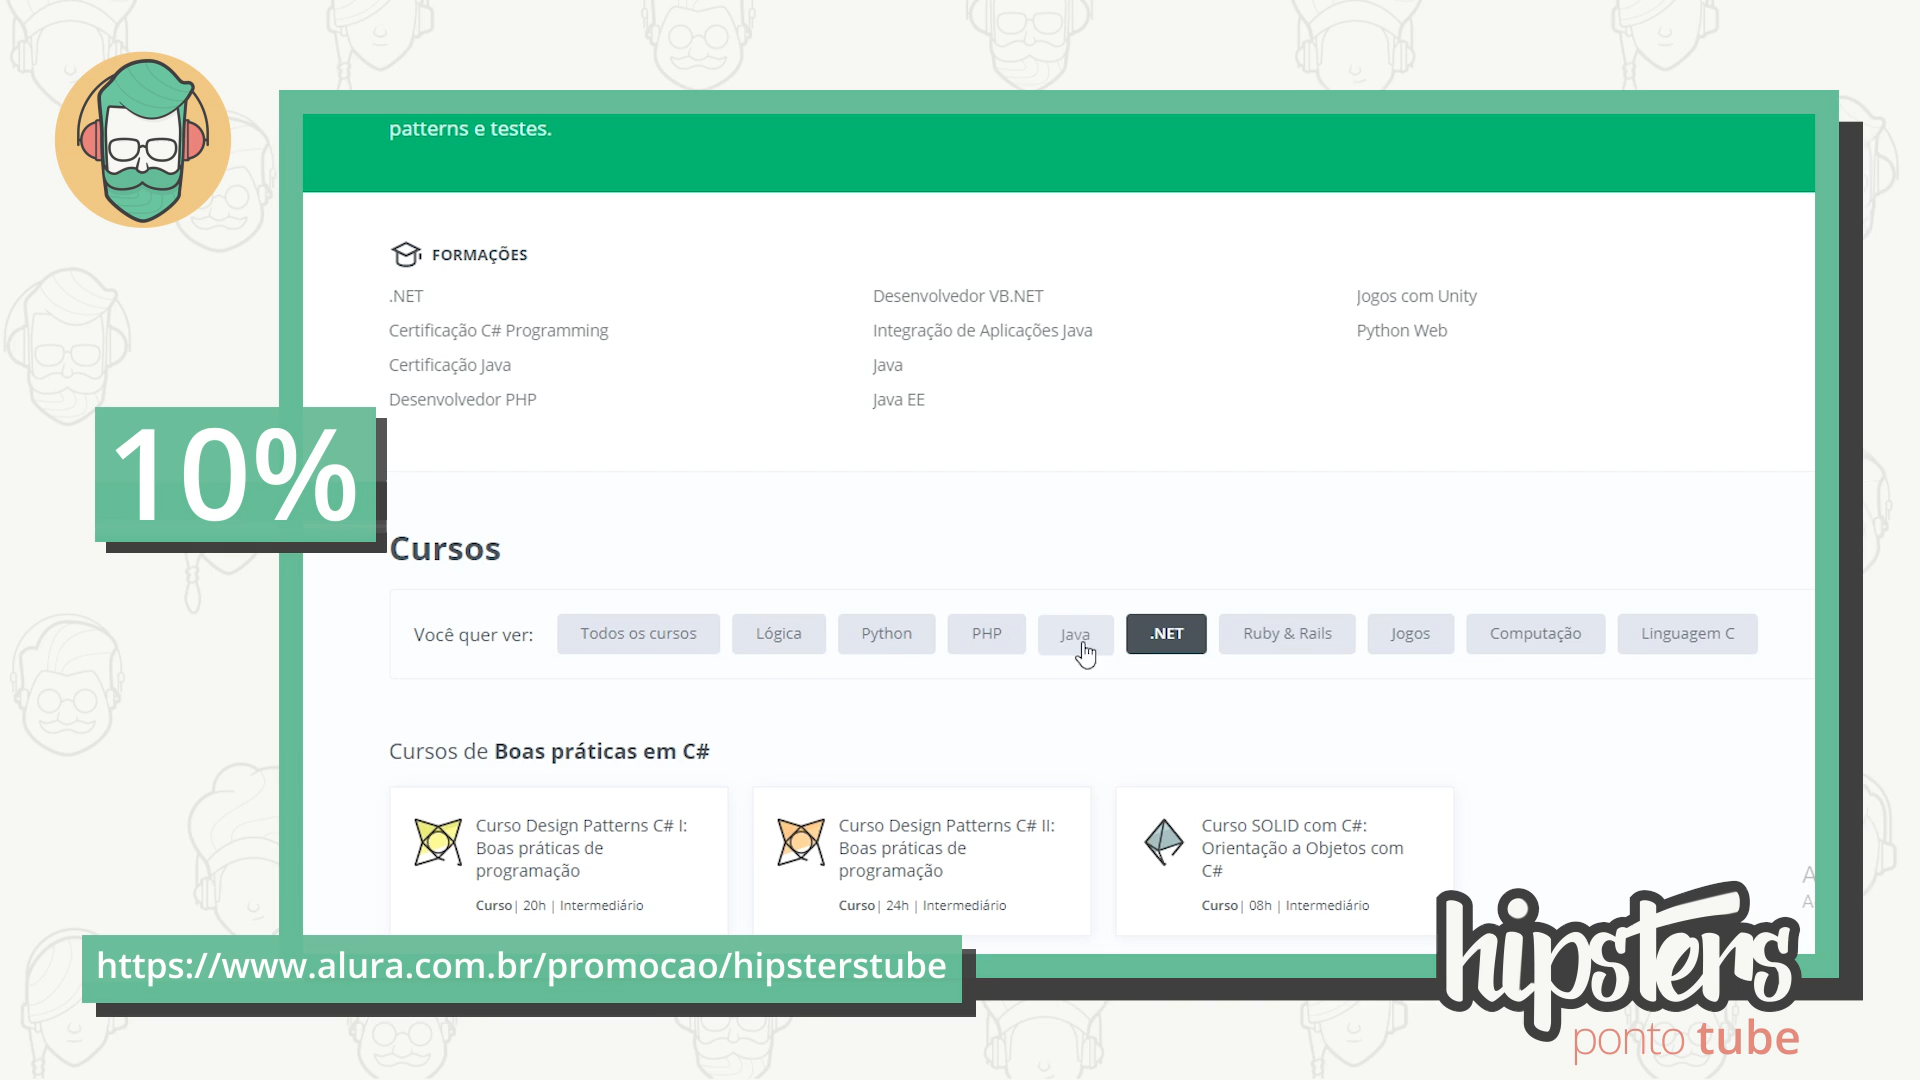 patterns e testes.
FORMAÇÕES
.NET
Certificação C# Programming
Certificação Java
Desenvolvedor PHP
Desenvolvedor VB.NET
Integração de Aplicações Java
Java
Java EE
Jogos com Unity
Python Web
10%
Cursos
Você quer ver: Todos os cursos Lógica Python PHP Java .NET Ruby & Rails Jogos Computação Linguagem C
Cursos de Boas práticas em C#
Curso Design Patterns C# I:
Boas práticas de
programação
Curso| 20h | Intermediário
Curso Design Patterns C# II:
Boas práticas de
programação
Curso| 24h | Intermediário
Curso SOLID com C#:
Orientação a Objetos com
C#
Curso| 08h | Intermediário
https://www.alura.com.br/promocao/hipsterstube
hipsters
ponto tube